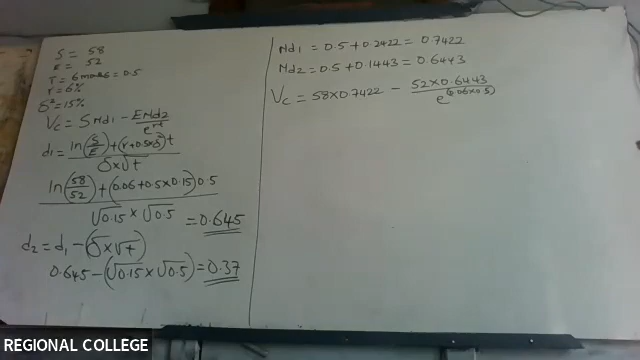 S = 58
E = 52
T = 6 mons = 0.5
r = 6%
σ² = 15%
Vc = SNd1 - ENd2/e^rt
d1 = (ln(S/E) + (r + 0.5σ²)t)/(σ√t)
(ln(58/52) + (0.06 + 0.5 x 0.15) 0.5)/(√0.15 x √0.5) = 0.645
d2 = d1 - (σ x √t)
0.645 - (√0.15 x √0.5) = 0.37
Nd1 = 0.5 + 0.2422 = 0.7422
Nd2 = 0.5 + 0.1443 = 0.6443
Vc = 58 x 0.7422 - (52 x 0.6443)/e^(0.06 x 0.5)
REGIONAL COLLEGE